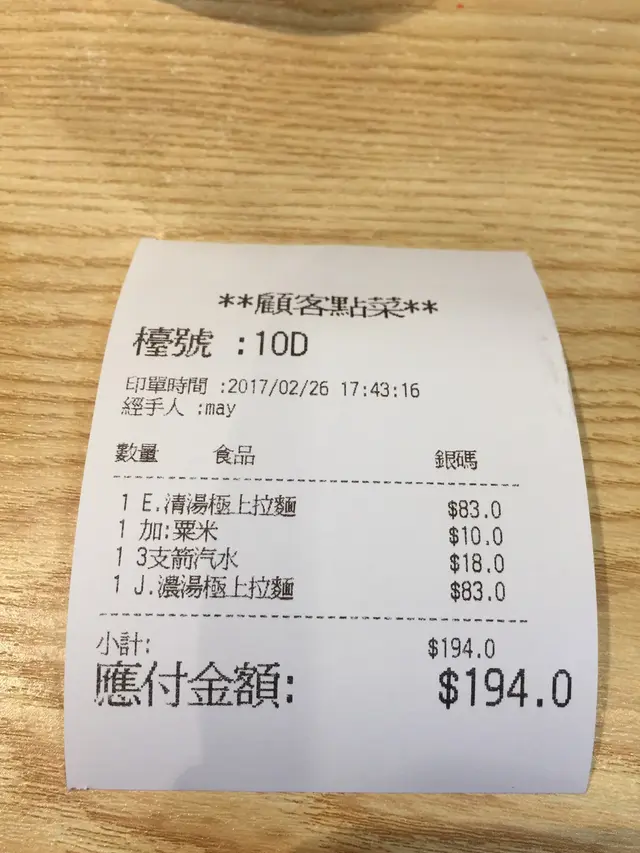 **顧客點菜**
檯號 :10D
印單時間 :2017/02/26 17:43:16
經手人 :may
數量 食品 銀碼
1 E.清湯極上拉麵 $83.0
1 加:粟米 $10.0
1 3支箭汽水 $18.0
1 J.濃湯極上拉麵 $83.0
小計: $194.0
應付金額: $194.0